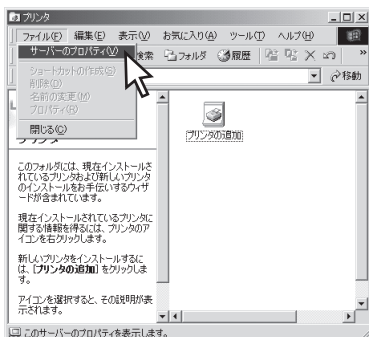 プリンタ
ファイル(F) 編集(E) 表示(V) お気に入り(A) ツール(T) ヘルプ(H)
サーバーのプロパティ(V)
検索 フォルダ 履歴
ショートカットの作成(S)
削除(D)
名前の変更(M)
プロパティ(R)
移動
閉じる(C)
プリンタの追加
このフォルダには、現在インストールさ
れているプリンタおよび新しいプリンタ
のインストールをお手伝いするウィザ
ードが含まれています。
現在インストールされているプリンタに
関する情報を得るには、プリンタのア
イコンを右クリックします。
新しいプリンタをインストールするに
は、[プリンタの追加] をクリックしま
す。
アイコンを選択すると、その説明が表
示されます。
このサーバーのプロパティを表示します。